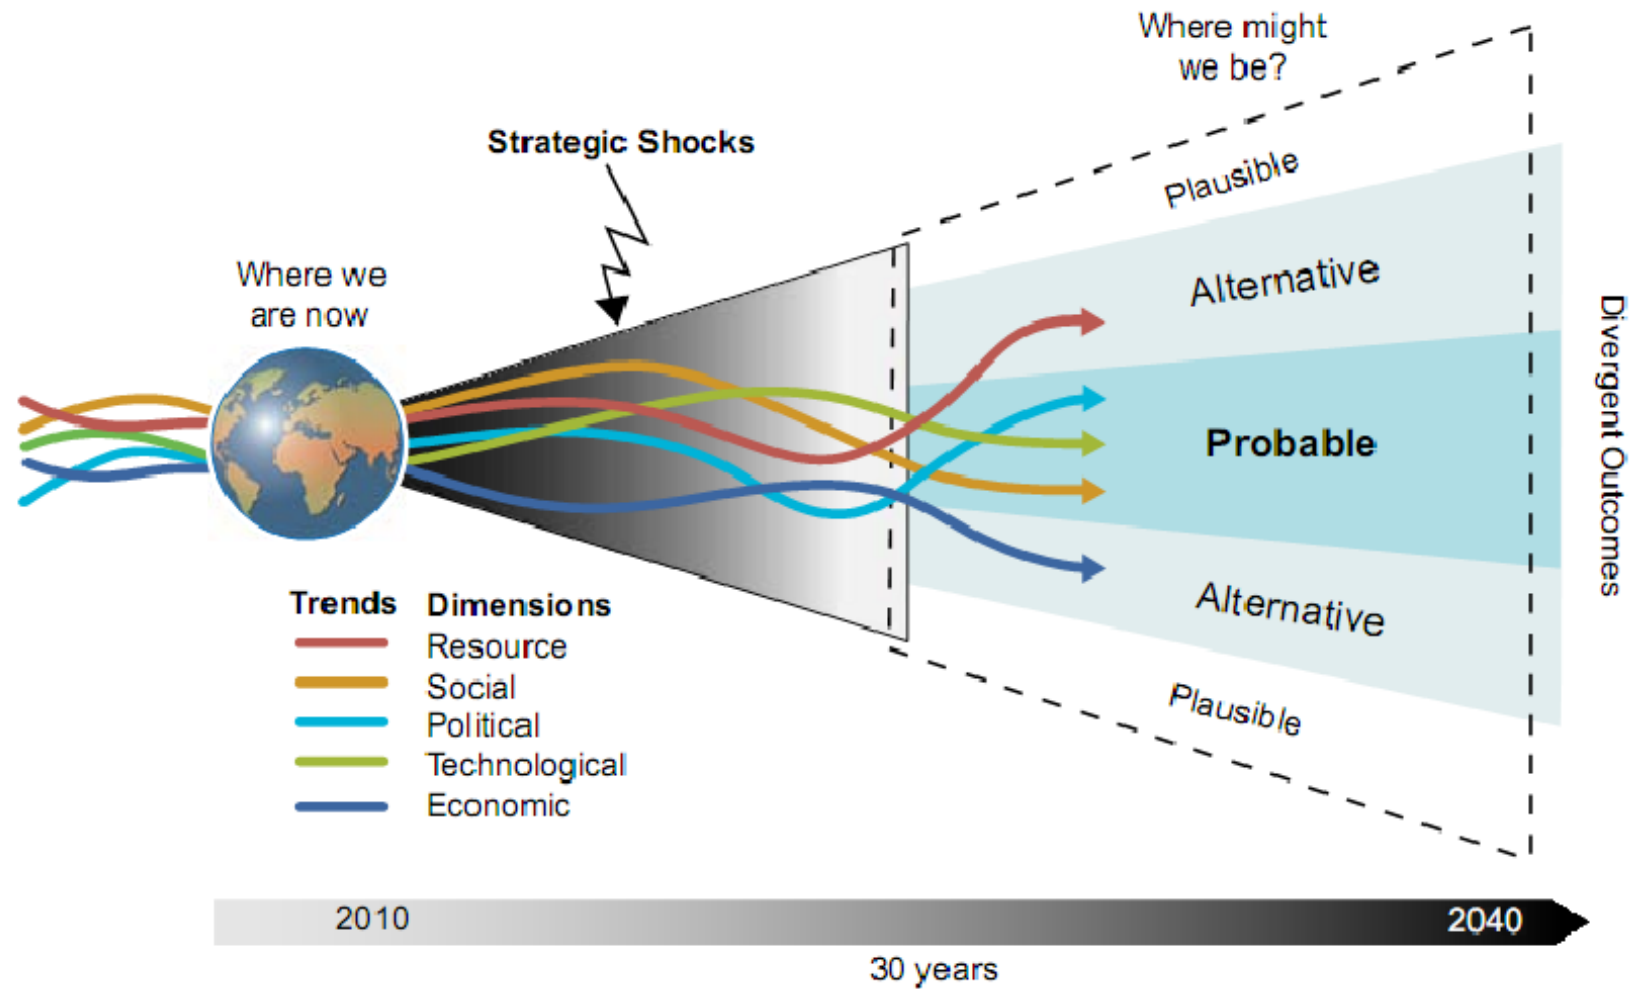 Where might
we be?
Strategic Shocks
Plausible
Where we
are now
Alternative
Probable
Divergent Outcomes
Alternative
Plausible
Trends Dimensions
Resource
Social
Political
Technological
Economic
2010
2040
30 years